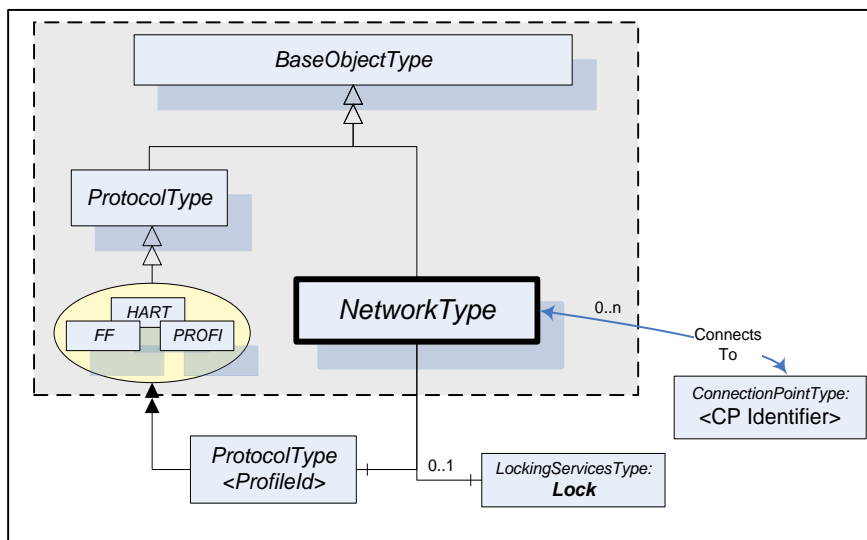 BaseObjectType
ProtocolType
HART
FF
PROFI
NetworkType
0..n
Connects
To
ConnectionPointType:
<CP Identifier>
ProtocolType
<ProfileId>
0..1
LockingServicesType:
Lock